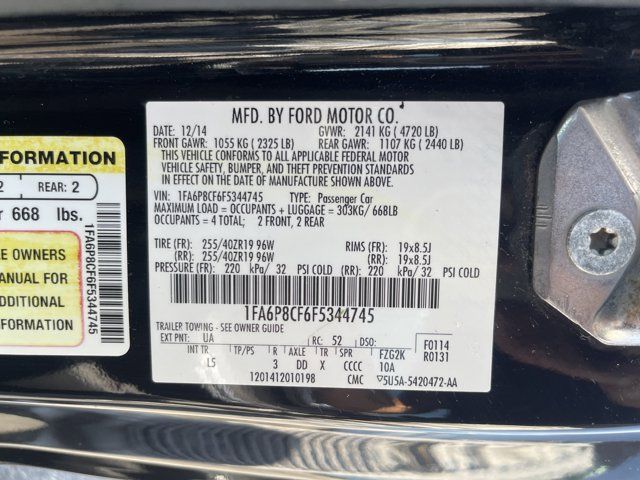 FORMATION
2 REAR: 2
r 668 lbs.
LE OWNERS
MANUAL FOR
ADDITIONAL
INFORMATION
1FA6P8CF6F5344745
MFD. BY FORD MOTOR CO.
DATE: 12/14 GVWR: 2141 KG ( 4720 LB)
FRONT GAWR: 1055 KG ( 2325 LB) REAR GAWR: 1107 KG ( 2440 LB)
THIS VEHICLE CONFORMS TO ALL APPLICABLE FEDERAL MOTOR
VEHICLE SAFETY, BUMPER, AND THEFT PREVENTION STANDARDS
IN EFFECT ON THE DATE OF MANUFACTURE SHOWN ABOVE.
VIN: 1FA6P8CF6F5344745 TYPE: Passenger Car
MAXIMUM LOAD = OCCUPANTS + LUGGAGE = 303KG/ 668LB
OCCUPANTS = 4 TOTAL; 2 FRONT, 2 REAR
TIRE (FR): 255/40ZR19 96W RIMS (FR): 19x8.5J
(RR): 255/40ZR19 96W (RR): 19x8.5J
PRESSURE (FR): 220 kPa/ 32 PSI COLD (RR): 220 kPa/ 32 PSI COLD
1FA6P8CF6F5344745
TRAILER TOWING - SEE OWNER GUIDE
EXT PNT: UA RC: 52 DSO: F0114
INT TR TP/PS R AXLE TR SPR FZG2K R0131
L5 3 DD X CCCC 10A
1201412010198 CMC ▽5U5A-5420472-AA